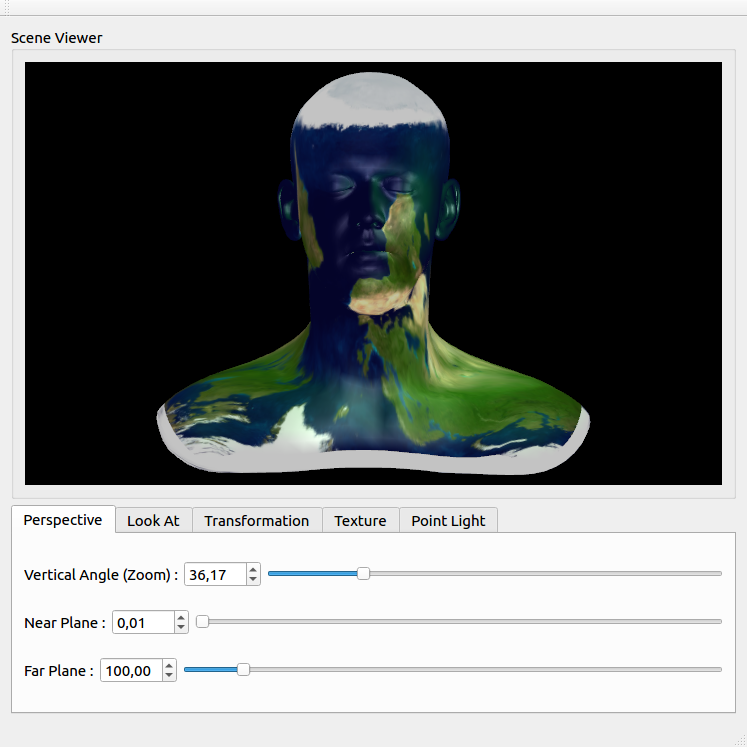 Scene Viewer
Perspective
Look At
Transformation
Texture
Point Light
Vertical Angle (Zoom) : 36,17
Near Plane : 0,01
Far Plane : 100,00